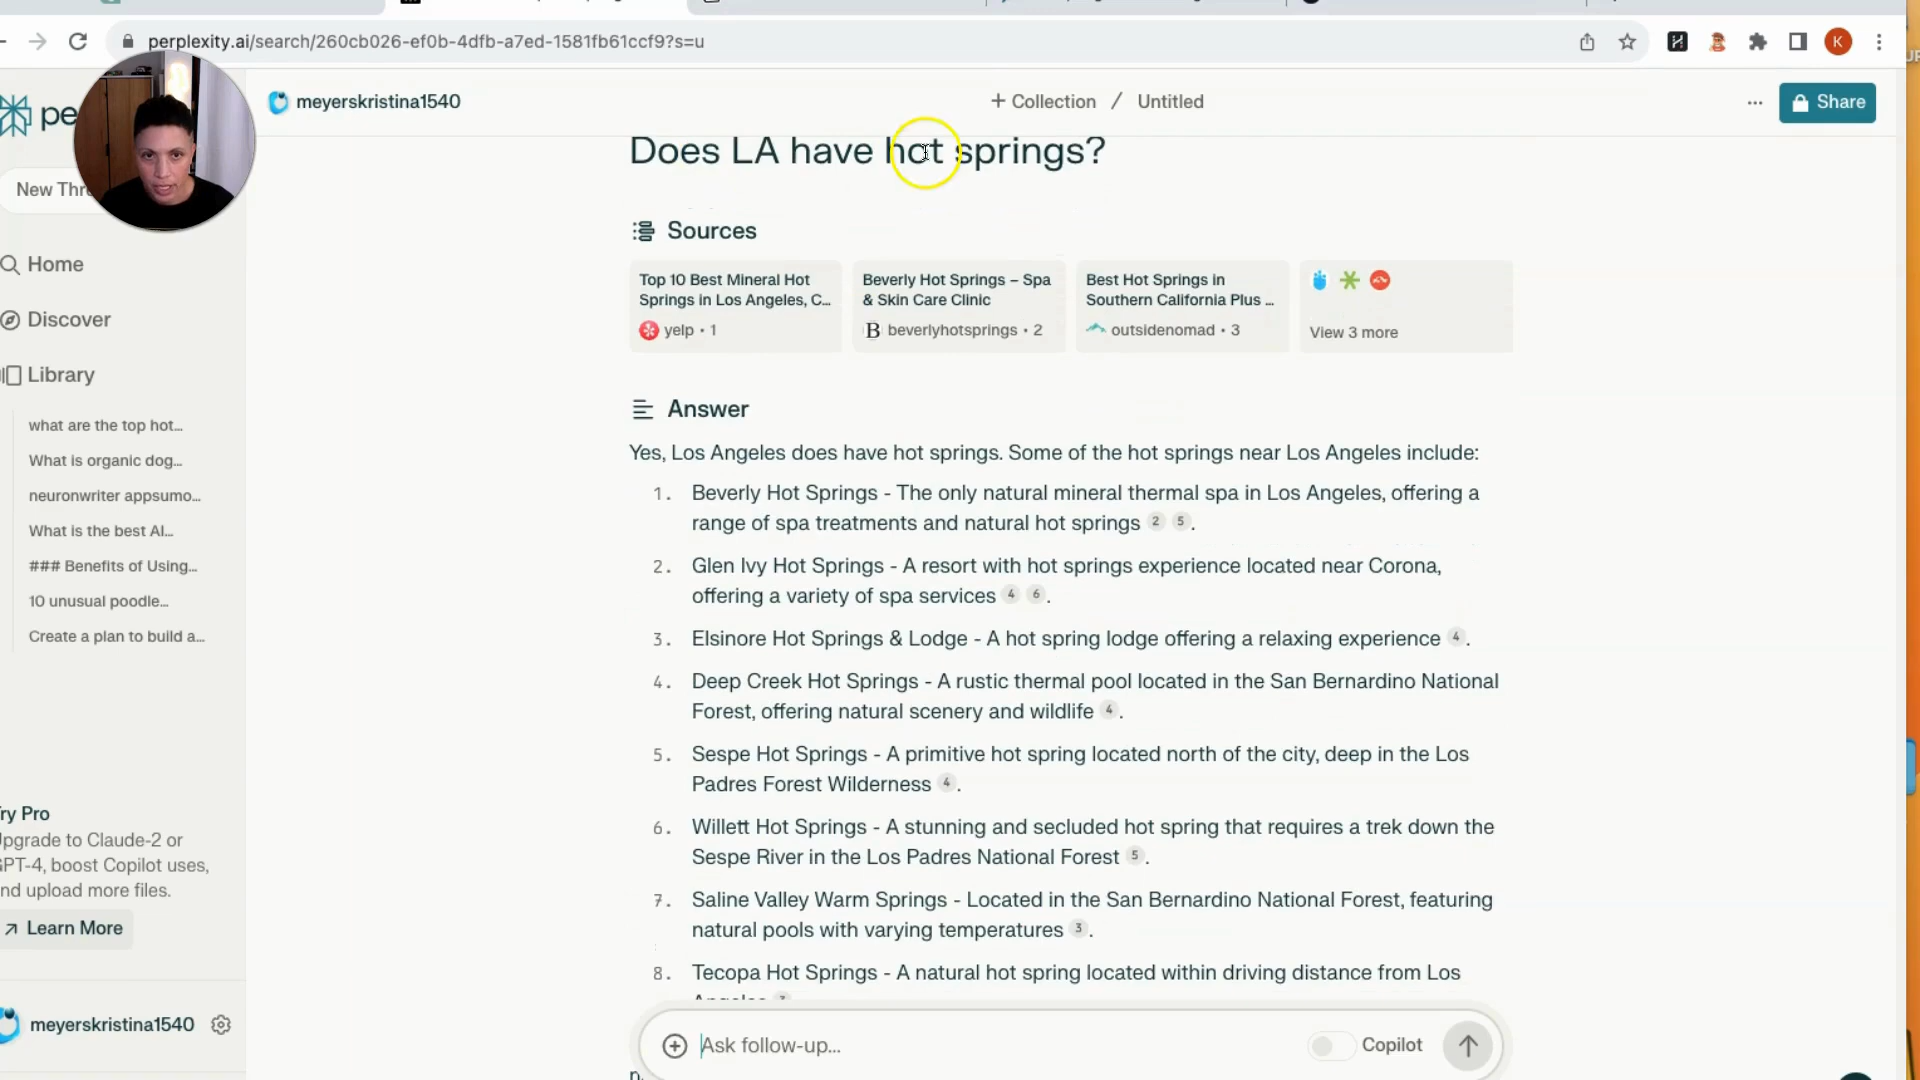 perplexity.ai/search/260cb026-ef0b-4dfb-a7ed-1581fb61ccf9?s=u
K
pe
meyerskristina1540
+ Collection / Untitled
... Share
New Thr
Home
Discover
Library
what are the top hot...
What is organic dog...
neuronwriter appsumo...
What is the best AI...
### Benefits of Using...
10 unusual poodle...
Create a plan to build a...
ry Pro
Upgrade to Claude-2 or
GPT-4, boost Copilot uses,
nd upload more files.
Learn More
meyerskristina1540
Does LA have hot springs?
Sources
Top 10 Best Mineral Hot
Springs in Los Angeles, C...
yelp • 1
Beverly Hot Springs – Spa
& Skin Care Clinic
B beverlyhotsprings • 2
Best Hot Springs in
Southern California Plus ...
outsidenomad • 3
View 3 more
Answer
Yes, Los Angeles does have hot springs. Some of the hot springs near Los Angeles include:
1. Beverly Hot Springs - The only natural mineral thermal spa in Los Angeles, offering a
range of spa treatments and natural hot springs 2 5 .
2. Glen Ivy Hot Springs - A resort with hot springs experience located near Corona,
offering a variety of spa services 4 6 .
3. Elsinore Hot Springs & Lodge - A hot spring lodge offering a relaxing experience 4 .
4. Deep Creek Hot Springs - A rustic thermal pool located in the San Bernardino National
Forest, offering natural scenery and wildlife 4 .
5. Sespe Hot Springs - A primitive hot spring located north of the city, deep in the Los
Padres Forest Wilderness 4 .
6. Willett Hot Springs - A stunning and secluded hot spring that requires a trek down the
Sespe River in the Los Padres National Forest 5 .
7. Saline Valley Warm Springs - Located in the San Bernardino National Forest, featuring
natural pools with varying temperatures 3 .
8. Tecopa Hot Springs - A natural hot spring located within driving distance from Los
Angeles 3
Ask follow-up...
Copilot